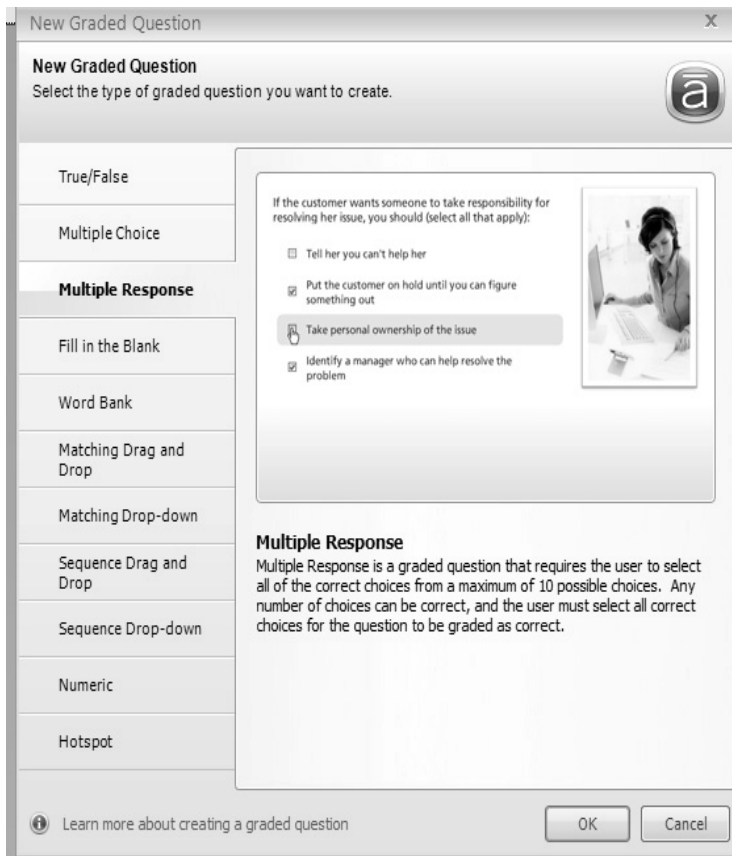 New Graded Question
X
New Graded Question
Select the type of graded question you want to create.
ā
True/False
Multiple Choice
Multiple Response
Fill in the Blank
Word Bank
Matching Drag and
Drop
Matching Drop-down
Sequence Drag and
Drop
Sequence Drop-down
Numeric
Hotspot
If the customer wants someone to take responsibility for
resolving her issue, you should (select all that apply):
Tell her you can't help her
Put the customer on hold until you can figure
something out
Take personal ownership of the issue
Identify a manager who can help resolve the
problem
Multiple Response
Multiple Response is a graded question that requires the user to select
all of the correct choices from a maximum of 10 possible choices. Any
number of choices can be correct, and the user must select all correct
choices for the question to be graded as correct.
Learn more about creating a graded question
OK
Cancel